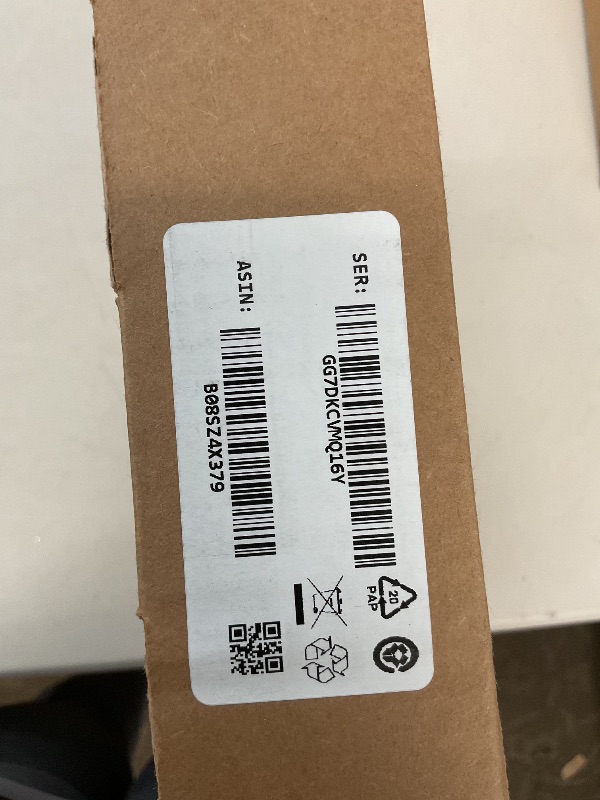 SER:
GG7DKCVMQ16Y
ASIN:
B08SZ4X379
20
PAP